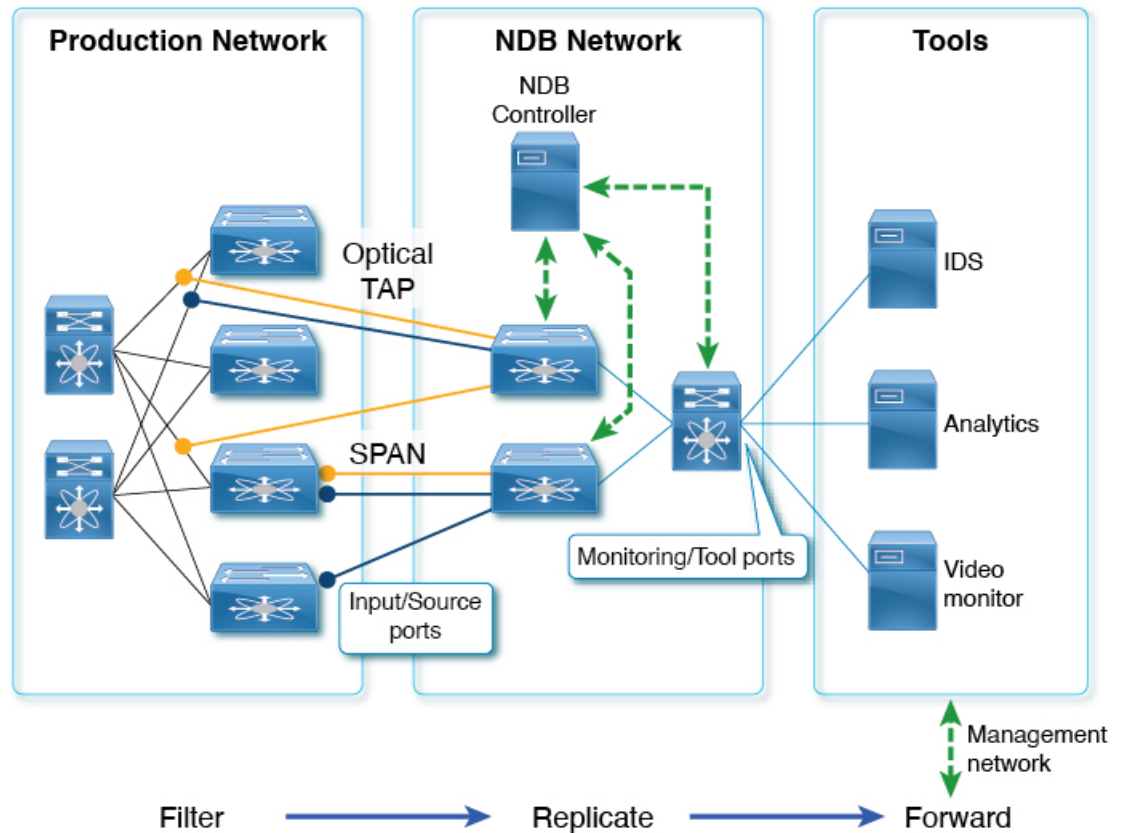 Production Network
NDB Network
Tools
NDB
Controller
Optical
TAP
IDS
Analytics
SPAN
Monitoring/Tool ports
Input/Source
ports
Video
monitor
Management
network
Filter
Replicate
Forward